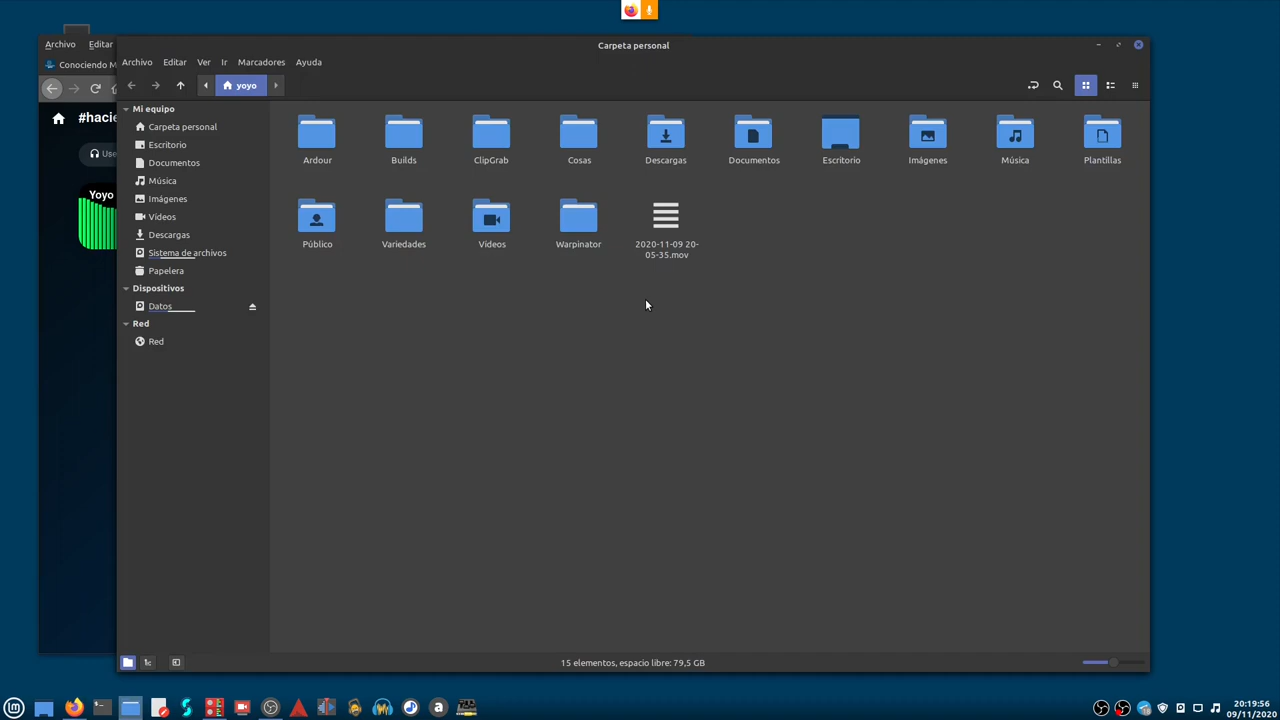 Carpeta personal
Archivo Editar
Archivo Editar Ver Ir Marcadores Ayuda
Conociendo M
yoyo
#hacie
Use
Yoyo
Mi equipo
Carpeta personal
Escritorio
Documentos
Música
Imágenes
Vídeos
Descargas
Sistema de archivos
Papelera
Dispositivos
Datos
Red
Red
Ardour Builds ClipGrab Cosas Descargas Documentos Escritorio Imágenes Música Plantillas
Público Variedades Vídeos Warpinator 2020-11-09 20-
05-35.mov
15 elementos, espacio libre: 79,5 GB
20:19:56
09/11/2020